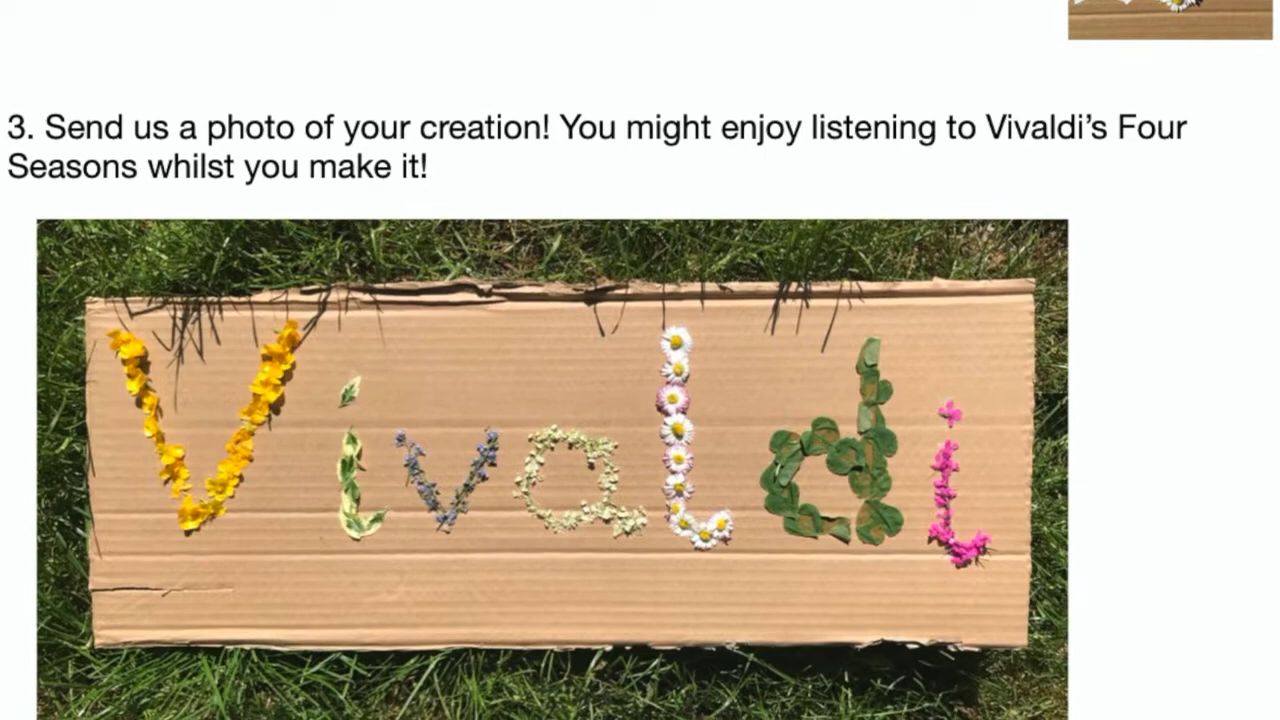 3. Send us a photo of your creation! You might enjoy listening to Vivaldi’s Four
Seasons whilst you make it!
Vivaldi